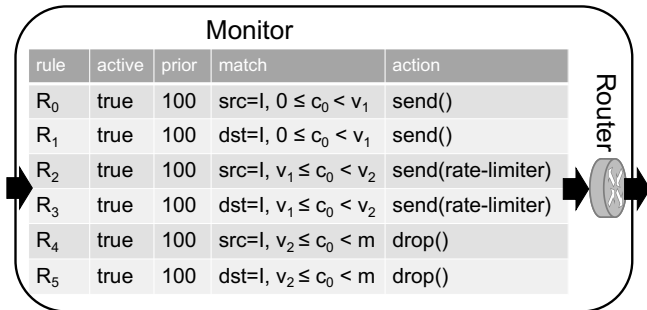 Monitor
rule active prior match action
R₀ true 100 src=I, 0 ≤ c₀ < v₁ send()
R₁ true 100 dst=I, 0 ≤ c₀ < v₁ send()
R₂ true 100 src=I, v₁ ≤ c₀ < v₂ send(rate-limiter)
R₃ true 100 dst=I, v₁ ≤ c₀ < v₂ send(rate-limiter)
R₄ true 100 src=I, v₂ ≤ c₀ < m drop()
R₅ true 100 dst=I, v₂ ≤ c₀ < m drop()
Router